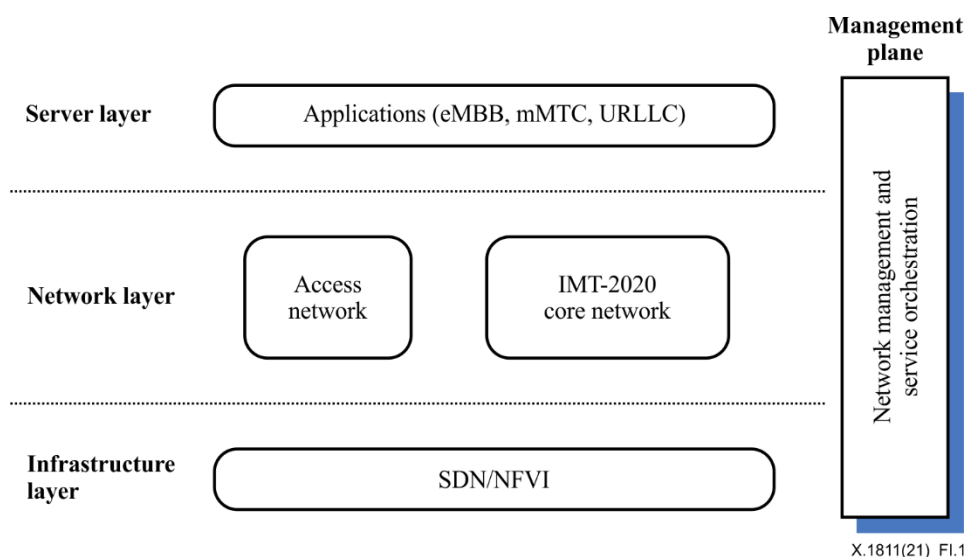 Management
plane
Server layer
Applications (eMBB, mMTC, URLLC)
Network layer
Access
network
IMT-2020
core network
Network management and
service orchestration
Infrastructure
layer
SDN/NFVI
X.1811(21)_FI.1